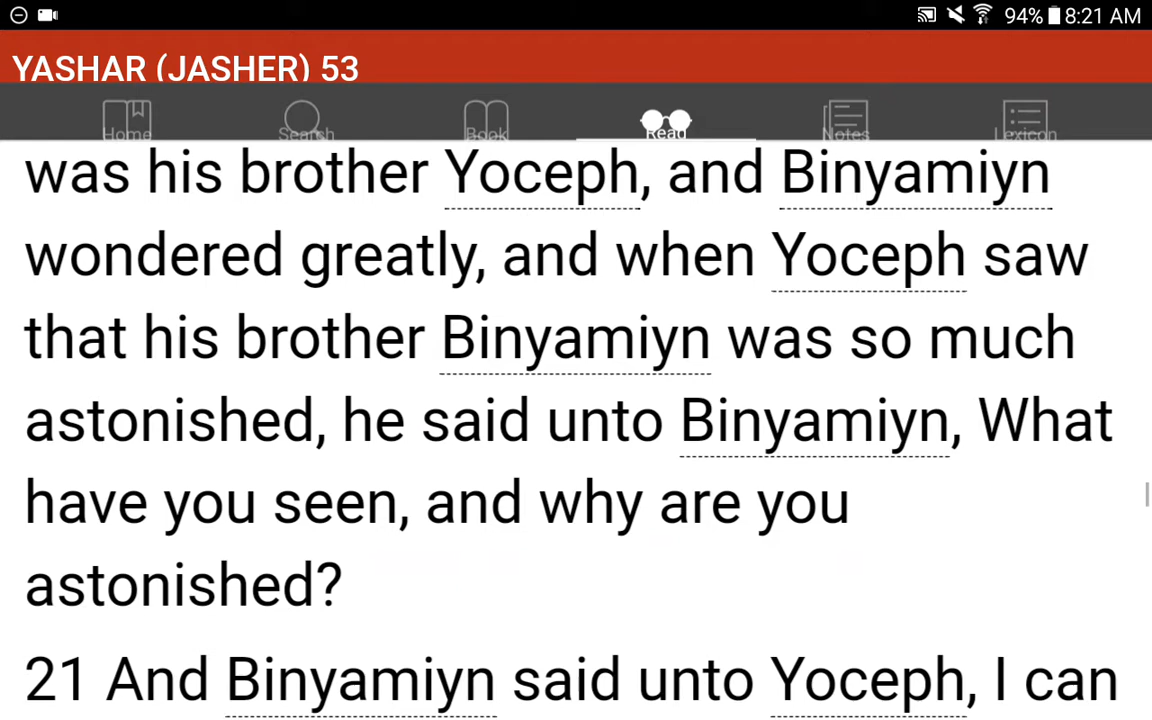 94% 8:21 AM
YASHAR (JASHER) 53
Home Search Book Read Notes Lexicon
was his brother Yoceph, and Binyamiyn
wondered greatly, and when Yoceph saw
that his brother Binyamiyn was so much
astonished, he said unto Binyamiyn, What
have you seen, and why are you
astonished?
21 And Binyamiyn said unto Yoceph, I can